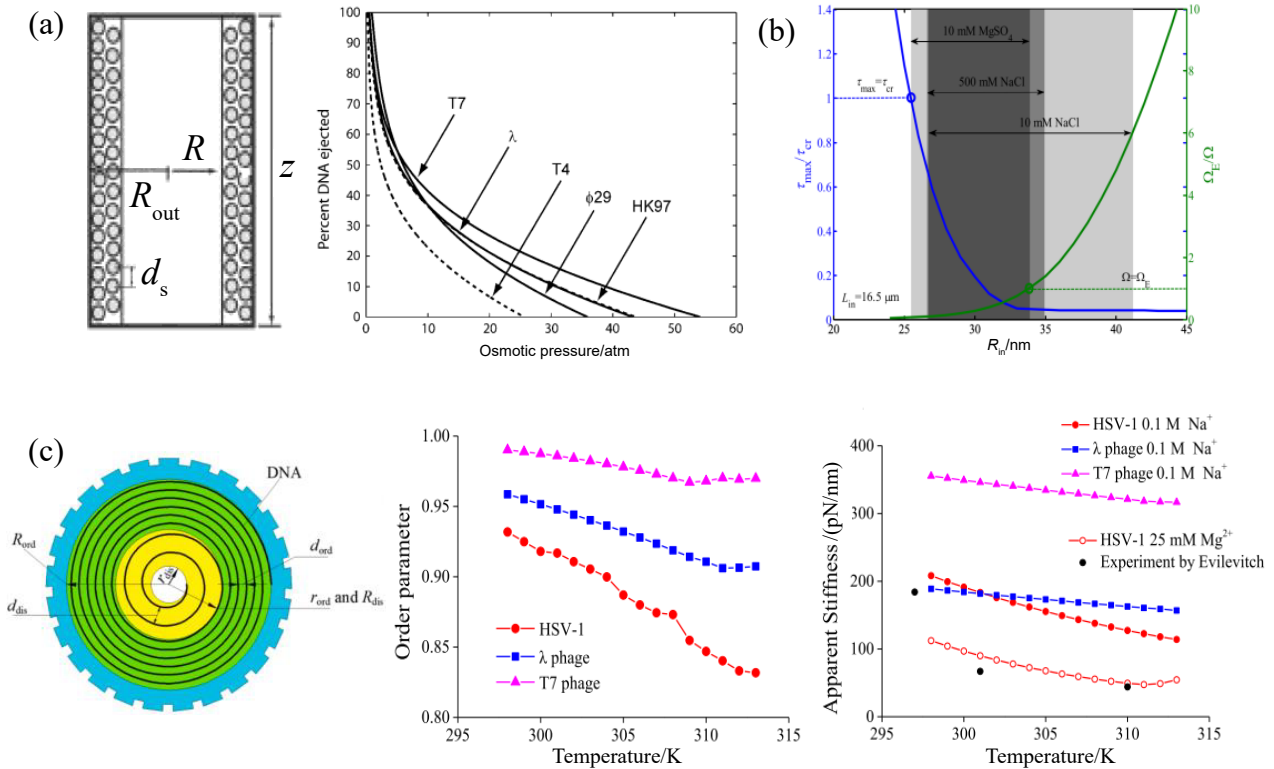 (a)
R
R_out
z
d_s
Percent DNA ejected
100
90
80
70
60
50
40
30
20
10
0
T7
λ
T4
ϕ29
HK97
0 10 20 30 40 50 60
Osmotic pressure/atm
(b)
τ_max/τ_cr
1.4
1.2
1
0.8
0.6
0.4
0.2
0
10 mM MgSO₄
τ_max=τ_cr
500 mM NaCl
10 mM NaCl
L_in=16.5 μm
Ω=Ω_E
20 25 30 35 40 45
R_in/nm
10
8
6
4
2
0
Ω_E/Ω
(c)
DNA
R_ord
d_ord
r_dis
r_ord and R_dis
d_dis
Order parameter
1.00
0.95
0.90
0.85
0.80
HSV-1
λ phage
T7 phage
295 300 305 310 315
Temperature/K
Apparent Stiffness/(pN/nm)
400
300
200
100
0
HSV-1 0.1 M Na⁺
λ phage 0.1 M Na⁺
T7 phage 0.1 M Na⁺
HSV-1 25 mM Mg²⁺
Experiment by Evilevitch
295 300 305 310 315
Temperature/K